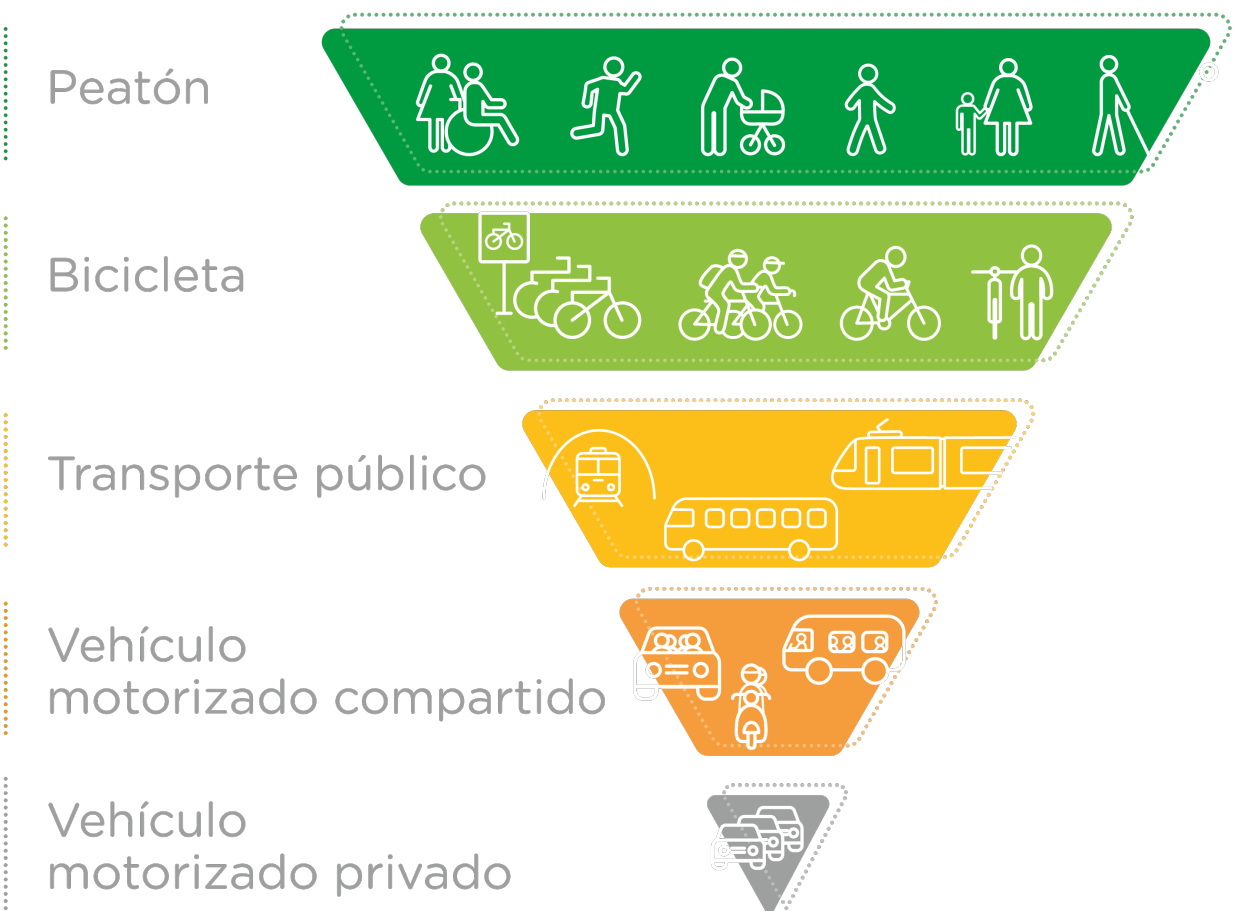 Peatón
Bicicleta
Transporte público
Vehículo
motorizado compartido
Vehículo
motorizado privado